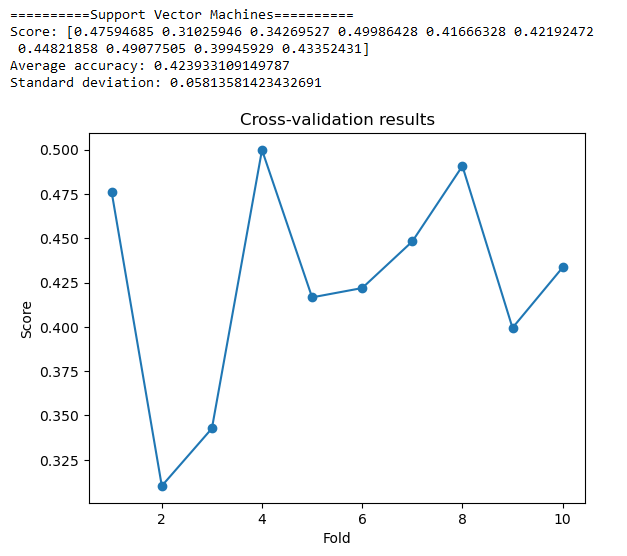 ==========Support Vector Machines==========
Score: [0.47594685 0.31025946 0.34269527 0.49986428 0.41666328 0.42192472
 0.44821858 0.49077505 0.39945929 0.43352431]
Average accuracy: 0.423933109149787
Standard deviation: 0.05813581423432691
Cross-validation results
0.500
0.475
0.450
0.425
0.400
0.375
0.350
0.325
Score
2 4 6 8 10
Fold